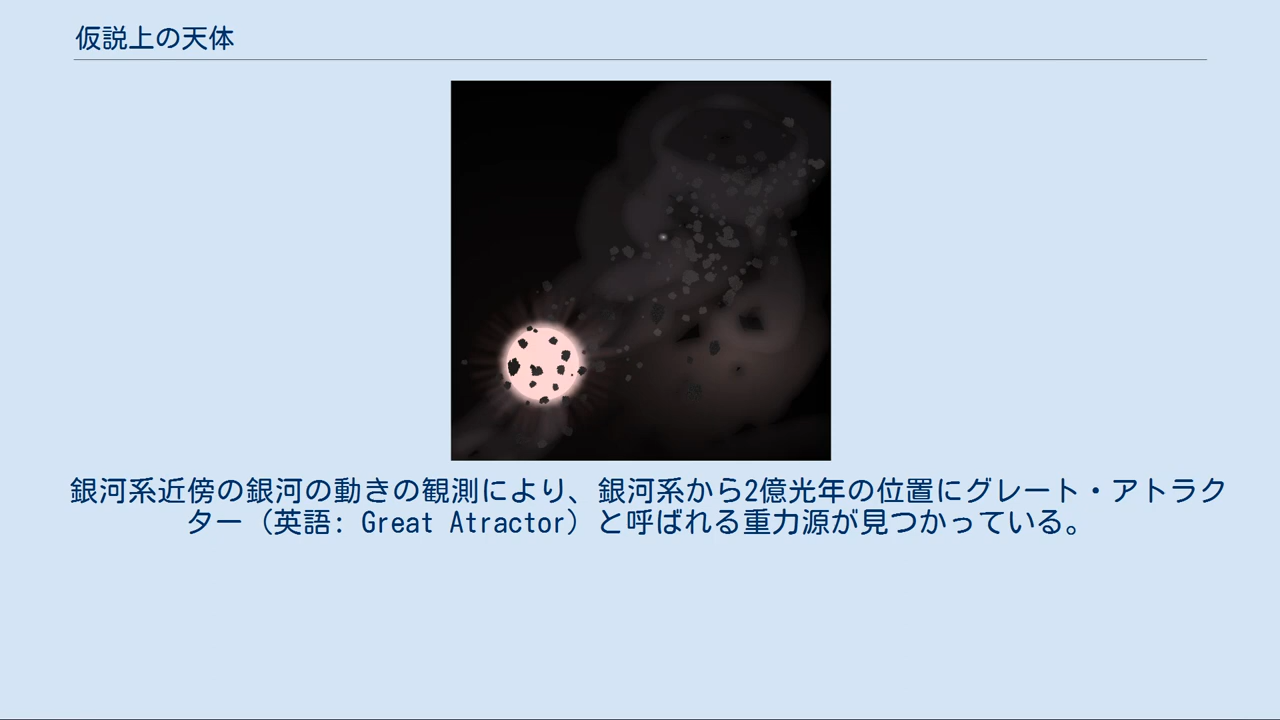 仮説上の天体
銀河系近傍の銀河の動きの観測により、銀河系から2億光年の位置にグレート・アトラク
ター（英語: Great Atractor）と呼ばれる重力源が見つかっている。